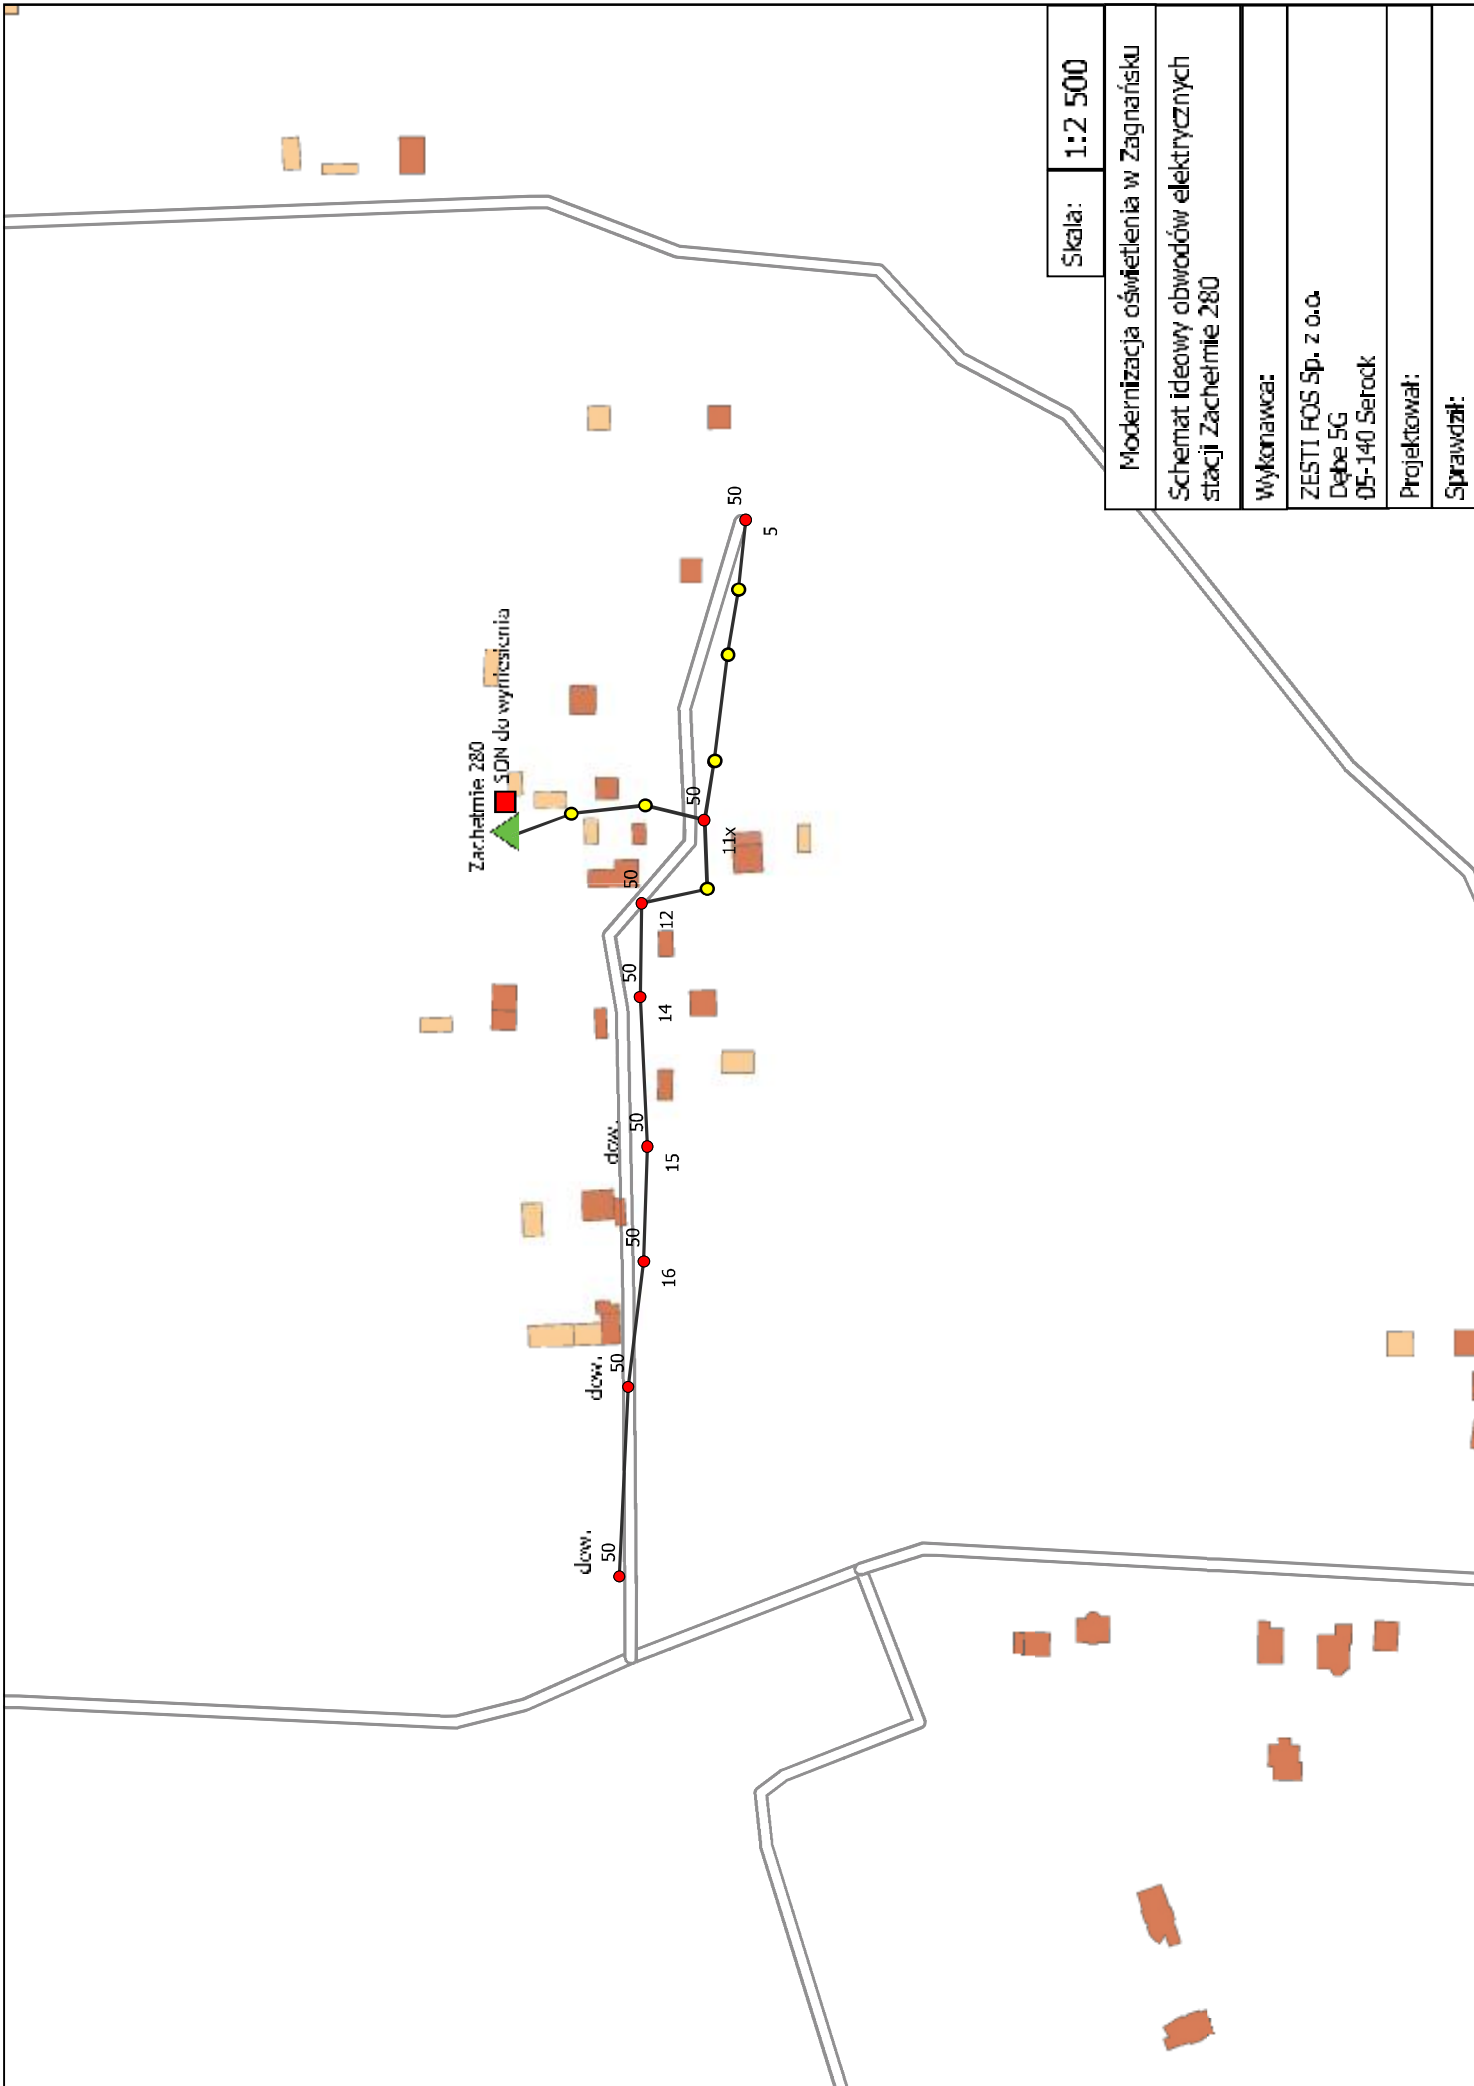 Zachełmie 280
SON do wyniesienia
50
5
50
11x
50
12
50
14
50
15
dow.
50
16
50
dow.
50
dow.
Skala: 1:2 500
Modernizacja oświetlenia w Zagnańsku
Schemat ideowy obwodów elektrycznych
stacji Zachełmie 280
Wykonawca:
ZESTI FOS Sp. z o.o.
Dębe 5G
05-140 Serock
Projektował:
Sprawdził: